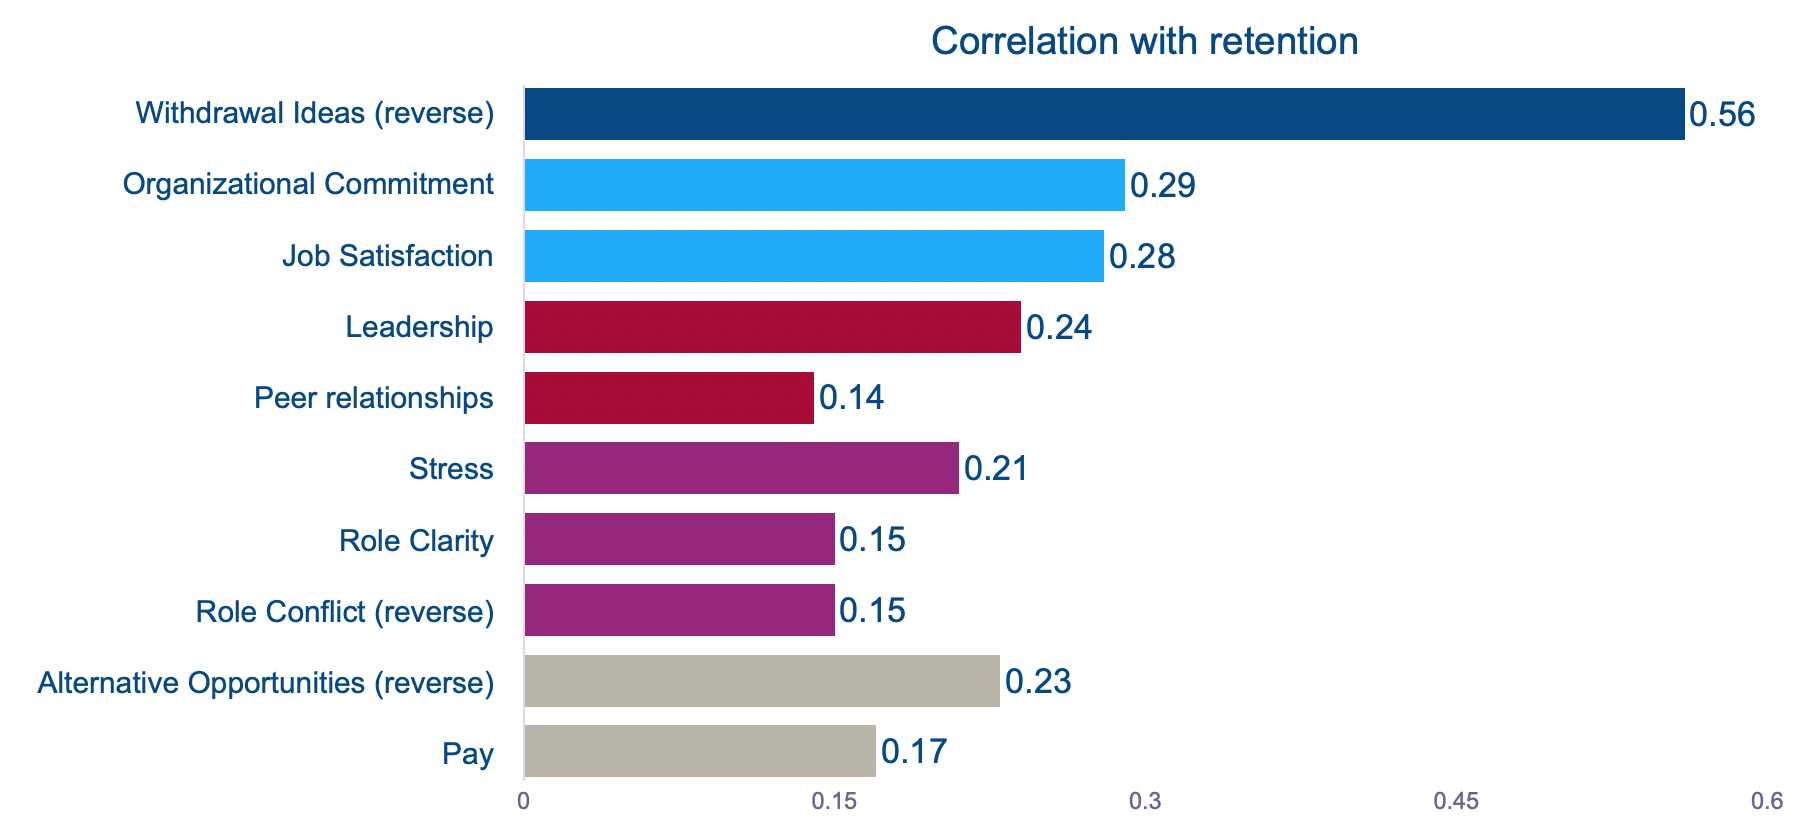 Correlation with retention
Withdrawal Ideas (reverse) 0.56
Organizational Commitment 0.29
Job Satisfaction 0.28
Leadership 0.24
Peer relationships 0.14
Stress 0.21
Role Clarity 0.15
Role Conflict (reverse) 0.15
Alternative Opportunities (reverse) 0.23
Pay 0.17
0 0.15 0.3 0.45 0.6